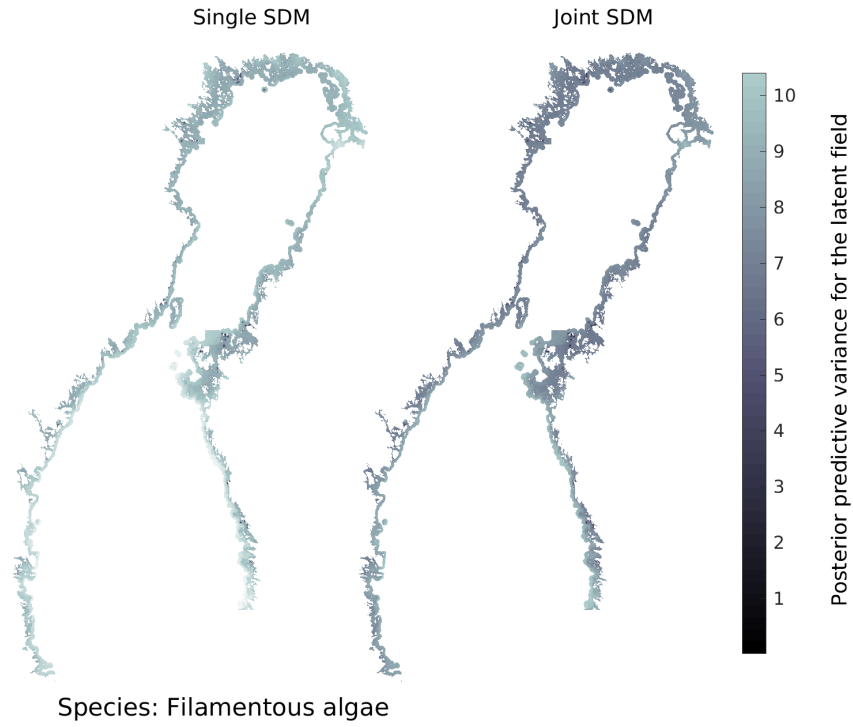 Single SDM
Joint SDM
10
9
8
7
6
5
4
3
2
1
Posterior predictive variance for the latent field
Species: Filamentous algae